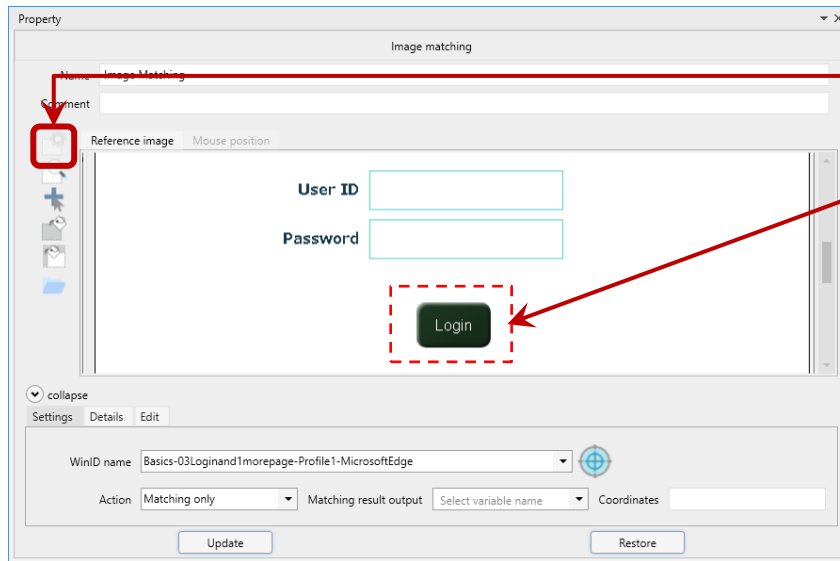 Property
Image matching
Name Image Matching
Comment
Reference image Mouse position
User ID
Password
Login
collapse
Settings Details Edit
WinID name Basics-03Loginand1morepage-Profile1-MicrosoftEdge
Action Matching only Matching result output Select variable name Coordinates
Update Restore